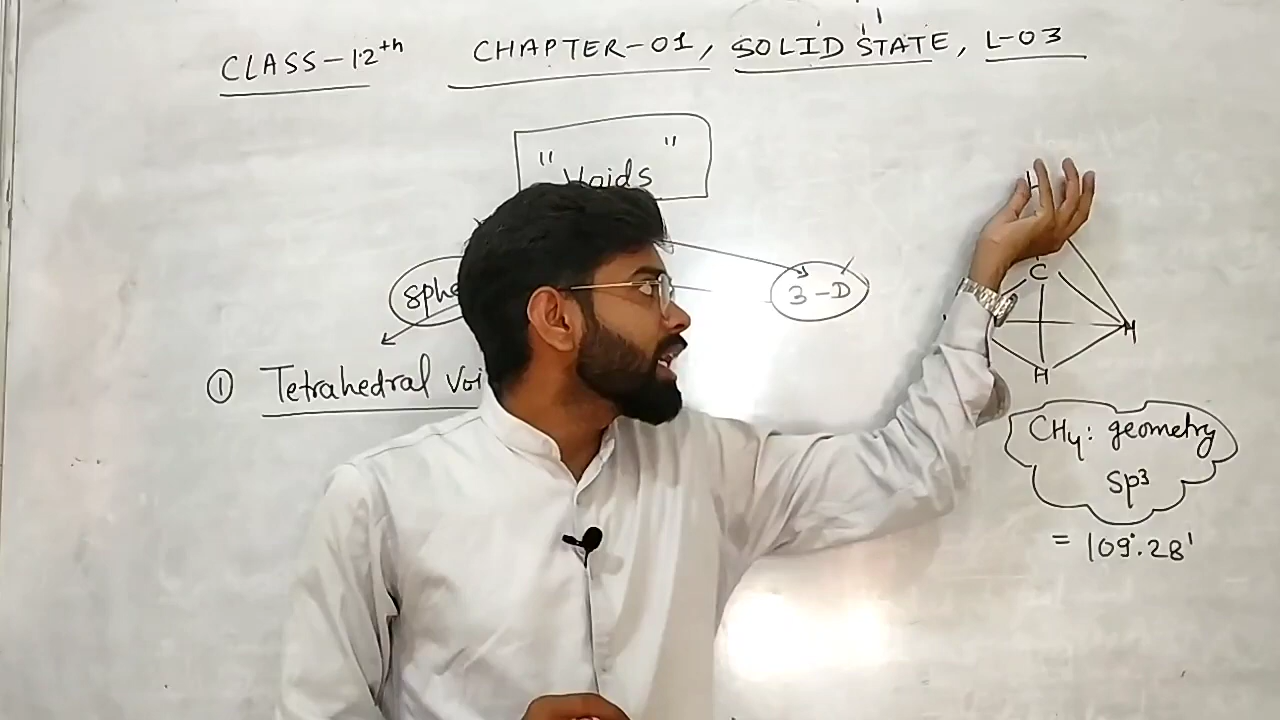 CLASS-12th CHAPTER-01, SOLID STATE, L-03
" Voids "
3-D
① Tetrahedral
C
H
H
CH4: geometry
Sp3
= 109°.28'